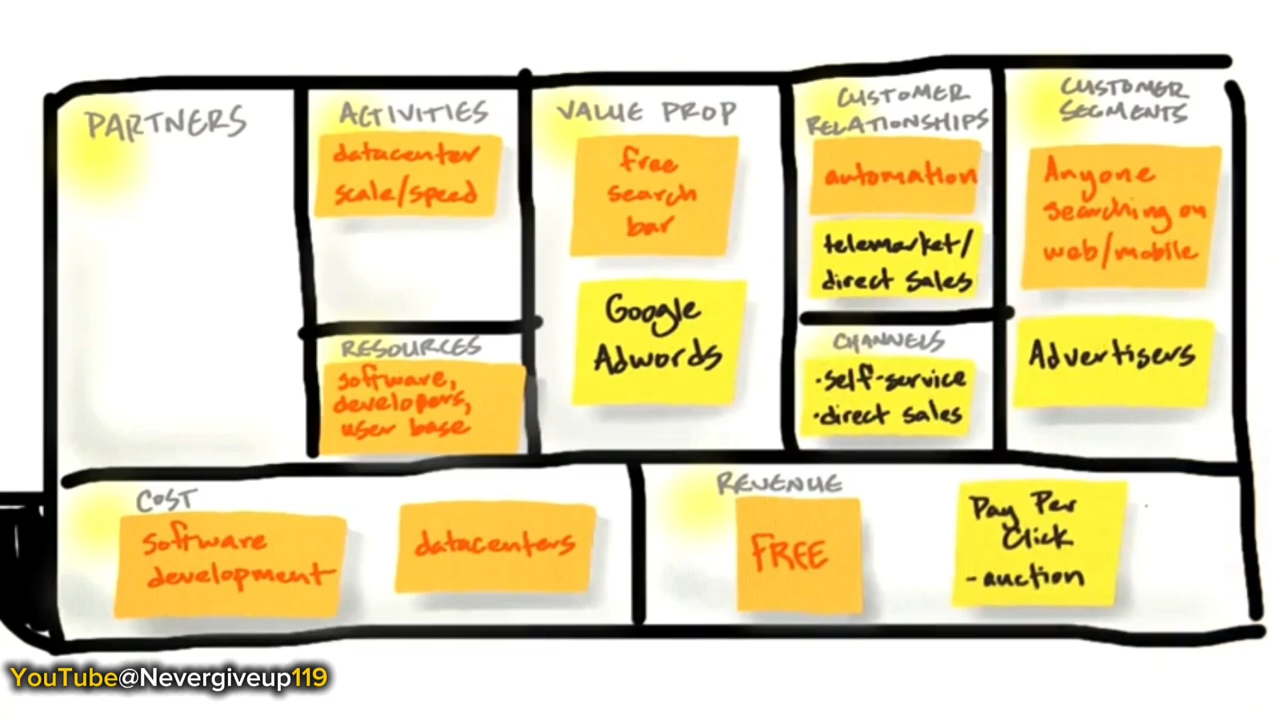 PARTNERS
ACTIVITIES
datacenter
scale/speed
RESOURCES
software,
developers,
user base
VALUE PROP
free
search
bar
Google
Adwords
CUSTOMER
RELATIONSHIPS
automation
telemarket/
direct sales
CHANNELS
·self-service
·direct sales
CUSTOMER
SEGMENTS
Anyone
searching on
web/mobile
Advertisers
COST
software
development
datacenters
REVENUE
FREE
Pay Per
Click
-auction
YouTube@Nevergiveup119